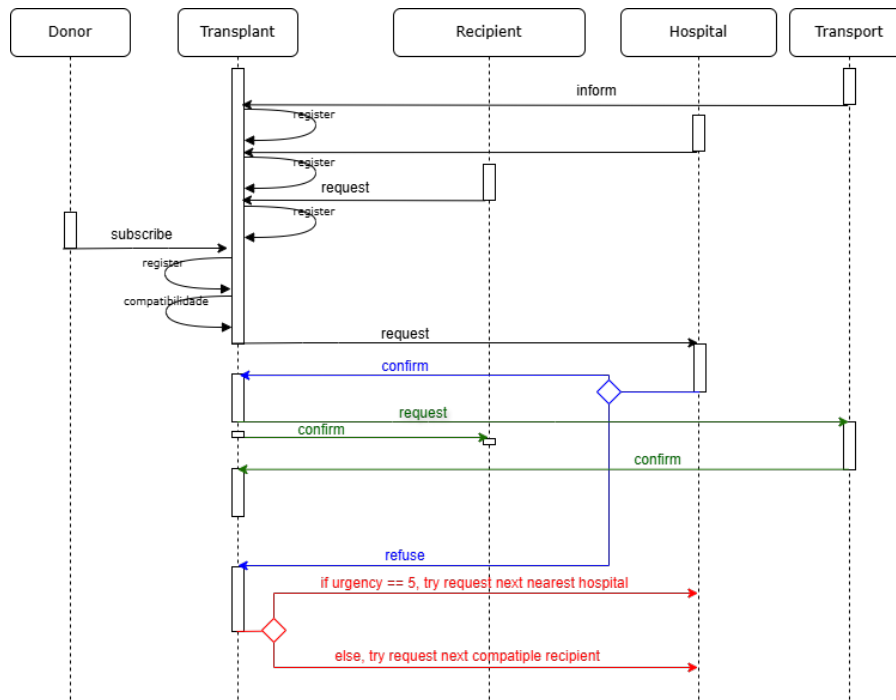 Donor
Transplant
Recipient
Hospital
Transport
inform
register
register
request
register
subscribe
register
compatibilidade
request
confirm
request
confirm
confirm
refuse
if urgency == 5, try request next nearest hospital
else, try request next compatiple recipient